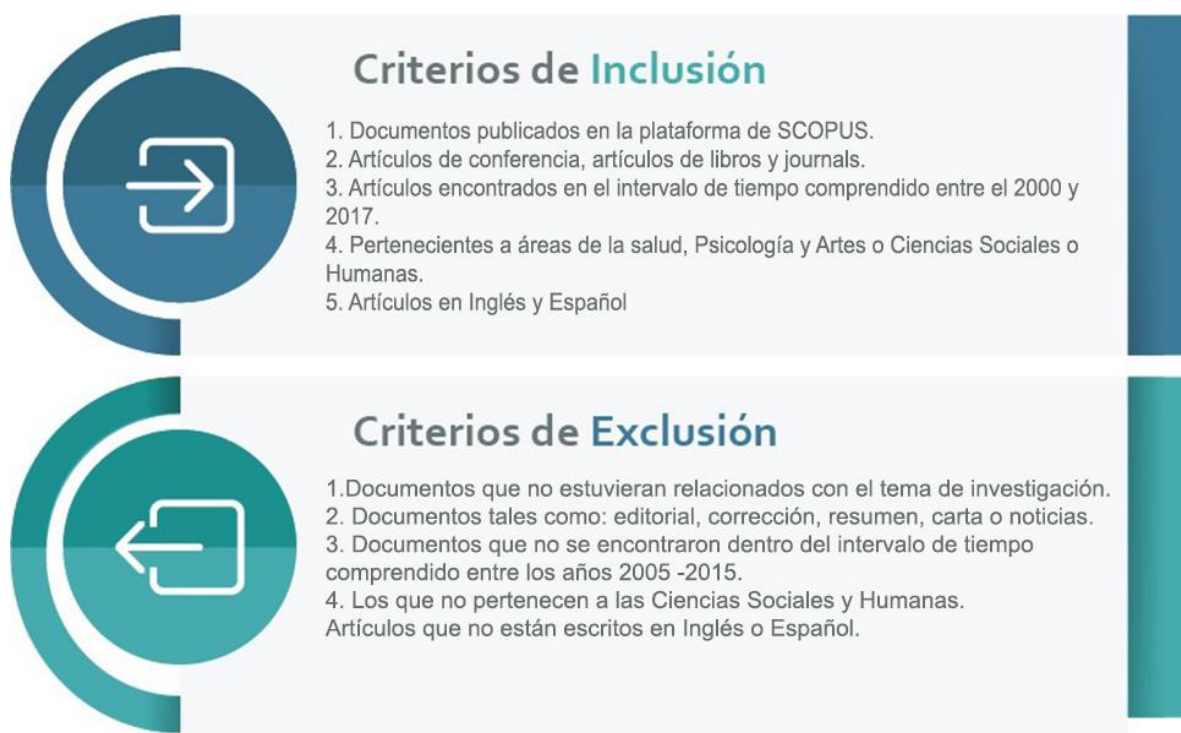 Criterios de Inclusión
1. Documentos publicados en la plataforma de SCOPUS.
2. Artículos de conferencia, artículos de libros y journals.
3. Artículos encontrados en el intervalo de tiempo comprendido entre el 2000 y
2017.
4. Pertenecientes a áreas de la salud, Psicología y Artes o Ciencias Sociales o
Humanas.
5. Artículos en Inglés y Español
Criterios de Exclusión
1.Documentos que no estuvieran relacionados con el tema de investigación.
2. Documentos tales como: editorial, corrección, resumen, carta o noticias.
3. Documentos que no se encontraron dentro del intervalo de tiempo
comprendido entre los años 2005 -2015.
4. Los que no pertenecen a las Ciencias Sociales y Humanas.
Artículos que no están escritos en Inglés o Español.